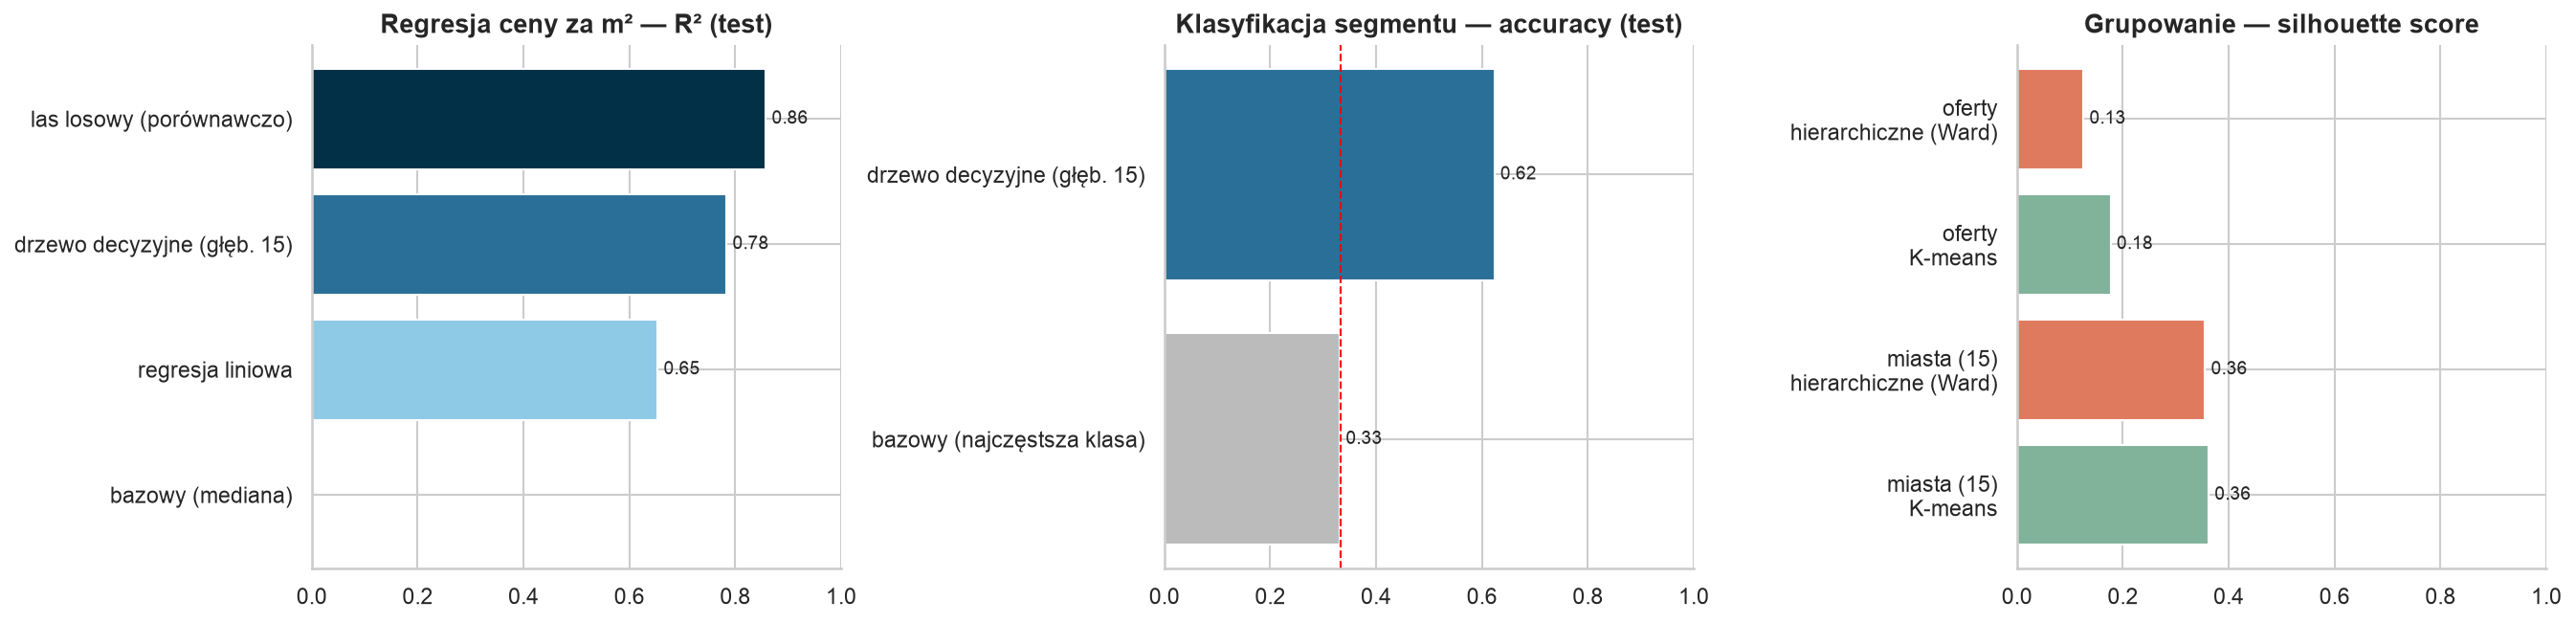 Regresja ceny za m² — R² (test)
las losowy (porównawczo)
0.86
drzewo decyzyjne (głęb. 15)
0.78
regresja liniowa
0.65
bazowy (mediana)
0.0 0.2 0.4 0.6 0.8 1.0
Klasyfikacja segmentu — accuracy (test)
drzewo decyzyjne (głęb. 15)
0.62
bazowy (najczęstsza klasa)
0.33
0.0 0.2 0.4 0.6 0.8 1.0
Grupowanie — silhouette score
oferty
hierarchiczne (Ward)
0.13
oferty
K-means
0.18
miasta (15)
hierarchiczne (Ward)
0.36
miasta (15)
K-means
0.36
0.0 0.2 0.4 0.6 0.8 1.0